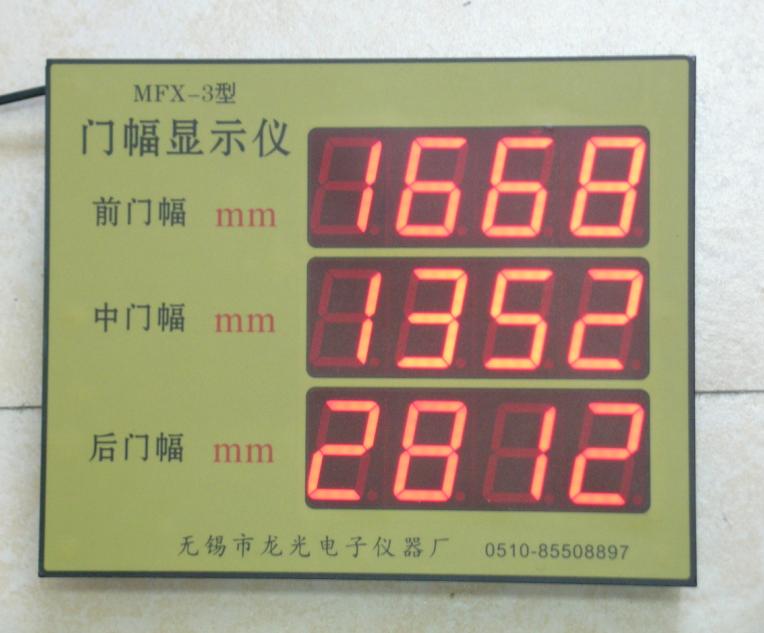 MFX-3型
门幅显示仪
前门幅 mm 1668
中门幅 mm 1352
后门幅 mm 2812
无锡市龙光电子仪器厂 0510-85508897